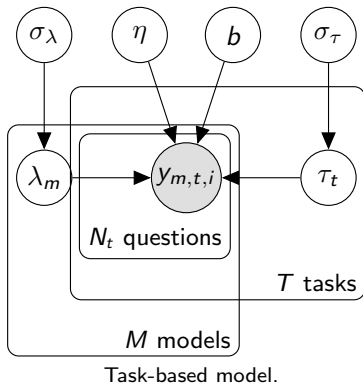 σ_λ η b σ_τ
λ_m y_{m,t,i} τ_t
N_t questions
T tasks
M models
Task-based model.